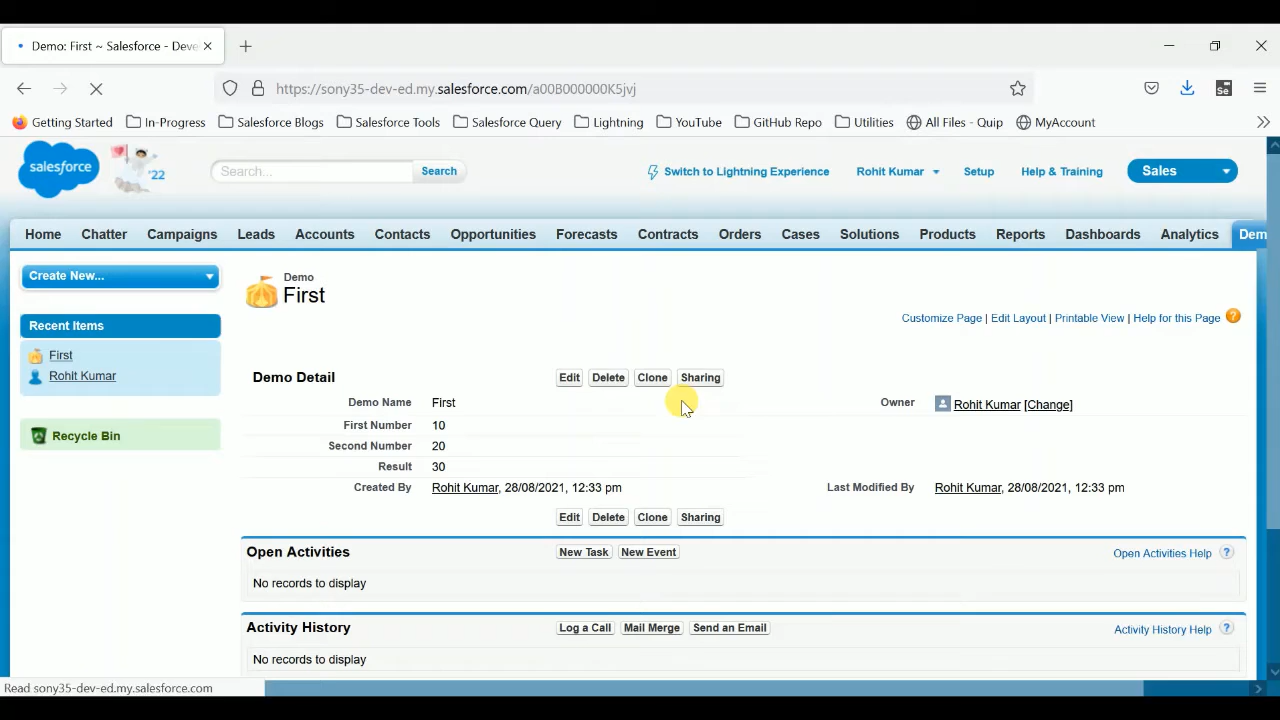 Demo: First ~ Salesforce - Deve
https://sony35-dev-ed.my.salesforce.com/a00B000000K5jvj
Se
Getting Started In-Progress Salesforce Blogs Salesforce Tools Salesforce Query Lightning YouTube GitHub Repo Utilities All Files - Quip MyAccount
salesforce '22 Search... Search Switch to Lightning Experience Rohit Kumar Setup Help & Training Sales
Home Chatter Campaigns Leads Accounts Contacts Opportunities Forecasts Contracts Orders Cases Solutions Products Reports Dashboards Analytics Dem
Create New...
Recent Items
First
Rohit Kumar
Recycle Bin
Demo
First
Customize Page | Edit Layout | Printable View | Help for this Page ?
Demo Detail Edit Delete Clone Sharing
Demo Name First Owner Rohit Kumar [Change]
First Number 10
Second Number 20
Result 30
Created By Rohit Kumar, 28/08/2021, 12:33 pm Last Modified By Rohit Kumar, 28/08/2021, 12:33 pm
Edit Delete Clone Sharing
Open Activities New Task New Event Open Activities Help ?
No records to display
Activity History Log a Call Mail Merge Send an Email Activity History Help ?
No records to display
Read sony35-dev-ed.my.salesforce.com